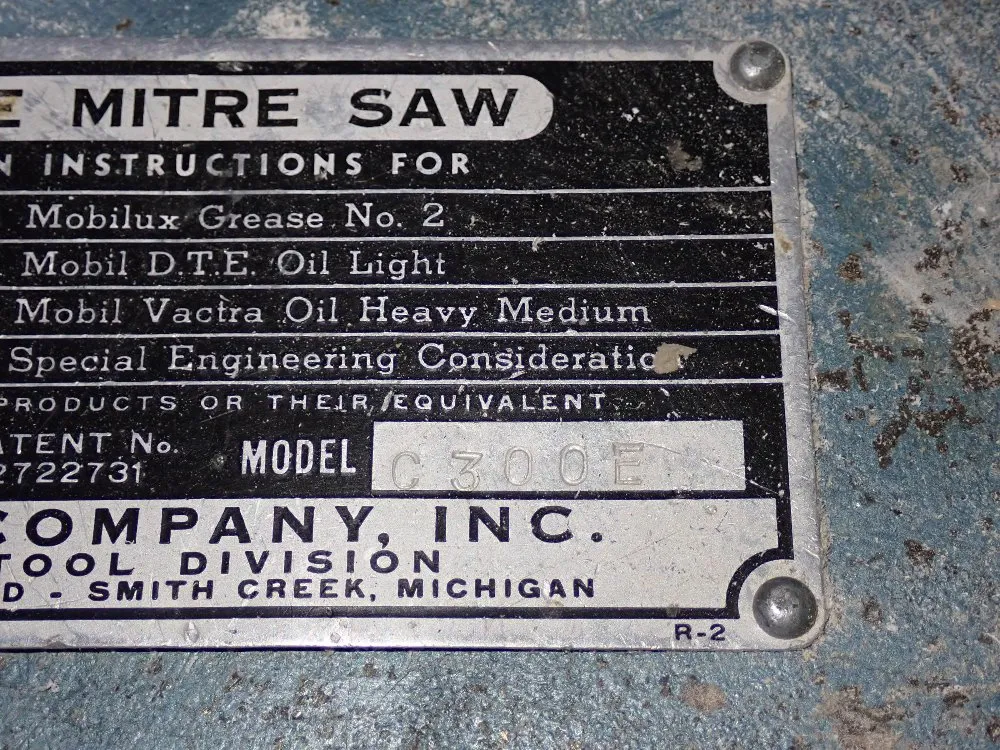 E MITRE SAW
N INSTRUCTIONS FOR
Mobilux Grease No. 2
Mobil D.T.E. Oil Light
Mobil Vactra Oil Heavy Medium
Special Engineering Consideratio
PRODUCTS OR THEIR EQUIVALENT
ATENT No.
2722731
MODEL C300E
COMPANY, INC.
TOOL DIVISION
D - SMITH CREEK, MICHIGAN
R-2